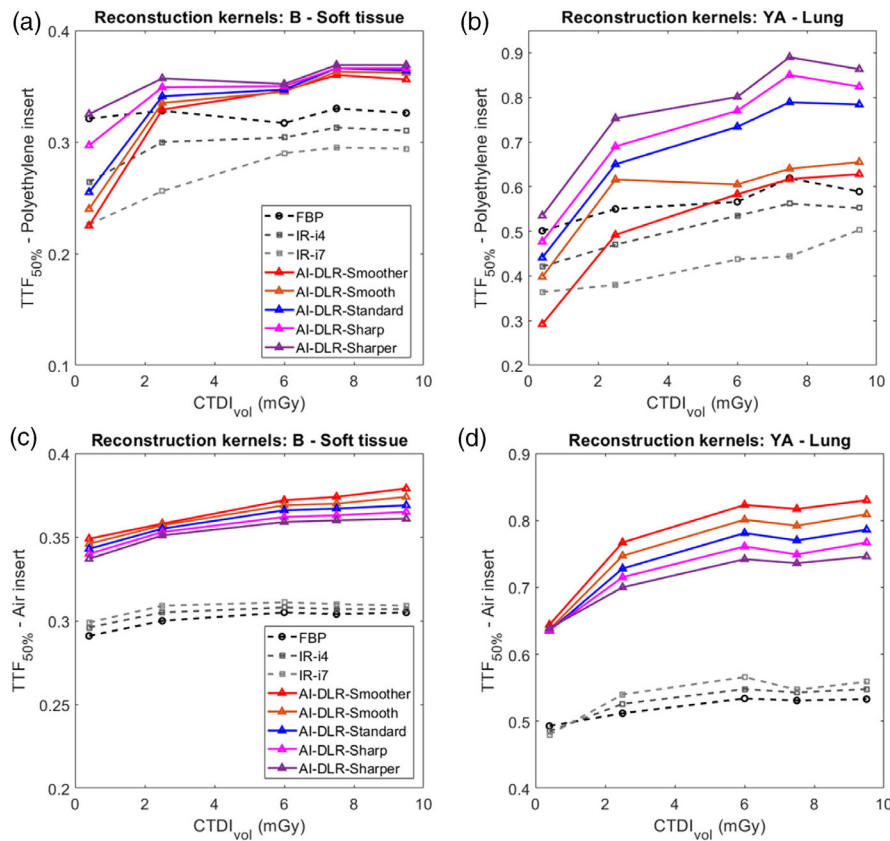 (a)
Reconstuction kernels: B - Soft tissue
0.4
0.3
0.2
0.1
TTF50% - Polyethylene insert
FBP
IR-i4
IR-i7
AI-DLR-Smoother
AI-DLR-Smooth
AI-DLR-Standard
AI-DLR-Sharp
AI-DLR-Sharper
0 2 4 6 8 10
CTDIvol (mGy)
(b)
Reconstruction kernels: YA - Lung
0.9
0.8
0.7
0.6
0.5
0.4
0.3
0.2
TTF50% - Polyethylene insert
0 2 4 6 8 10
CTDIvol (mGy)
(c)
Reconstruction kernels: B - Soft tissue
0.4
0.35
0.3
0.25
0.2
TTF50% - Air insert
FBP
IR-i4
IR-i7
AI-DLR-Smoother
AI-DLR-Smooth
AI-DLR-Standard
AI-DLR-Sharp
AI-DLR-Sharper
0 2 4 6 8 10
CTDIvol (mGy)
(d)
Reconstruction kernels: YA - Lung
0.9
0.8
0.7
0.6
0.5
0.4
TTF50% - Air insert
0 2 4 6 8 10
CTDIvol (mGy)